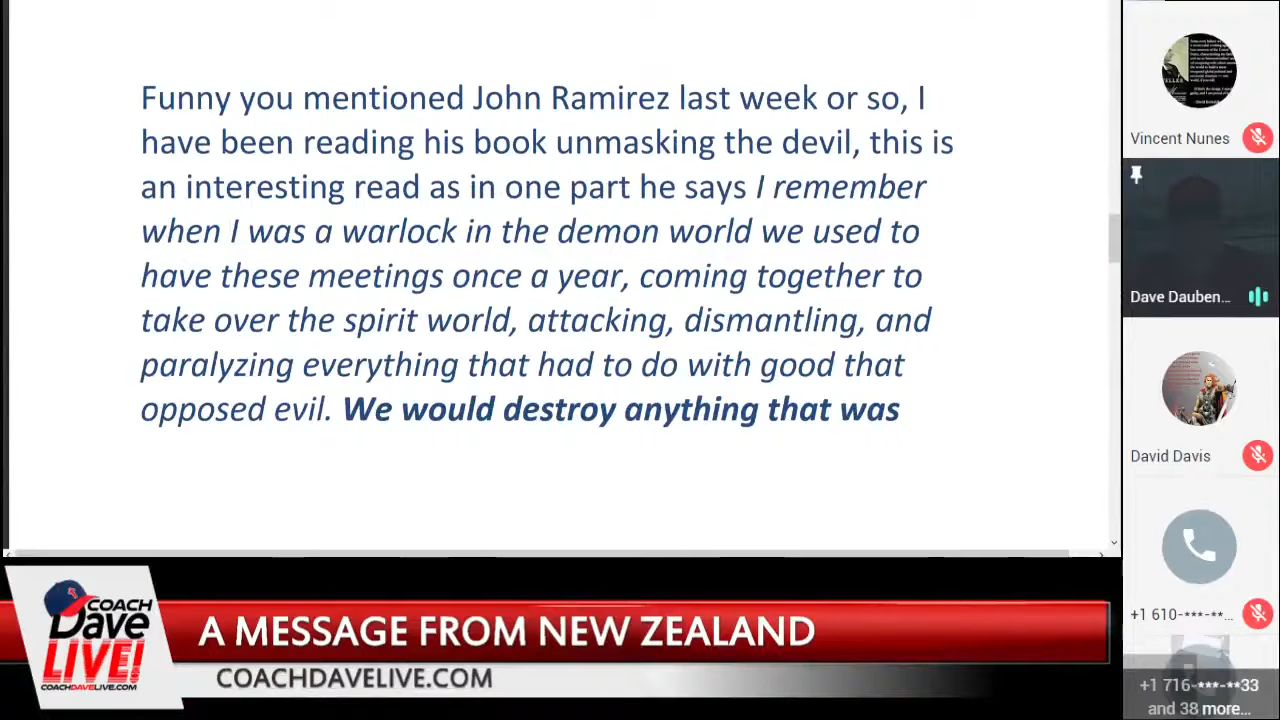 Funny you mentioned John Ramirez last week or so, I
have been reading his book unmasking the devil, this is
an interesting read as in one part he says I remember
when I was a warlock in the demon world we used to
have these meetings once a year, coming together to
take over the spirit world, attacking, dismantling, and
paralyzing everything that had to do with good that
opposed evil. We would destroy anything that was
Vincent Nunes
Dave Dauben...
David Davis
+1 610-***-**...
+1 716-***-**33
and 38 more...
COACH
Dave
LIVE!
COACHDAVELIVE.COM
A MESSAGE FROM NEW ZEALAND
COACHDAVELIVE.COM